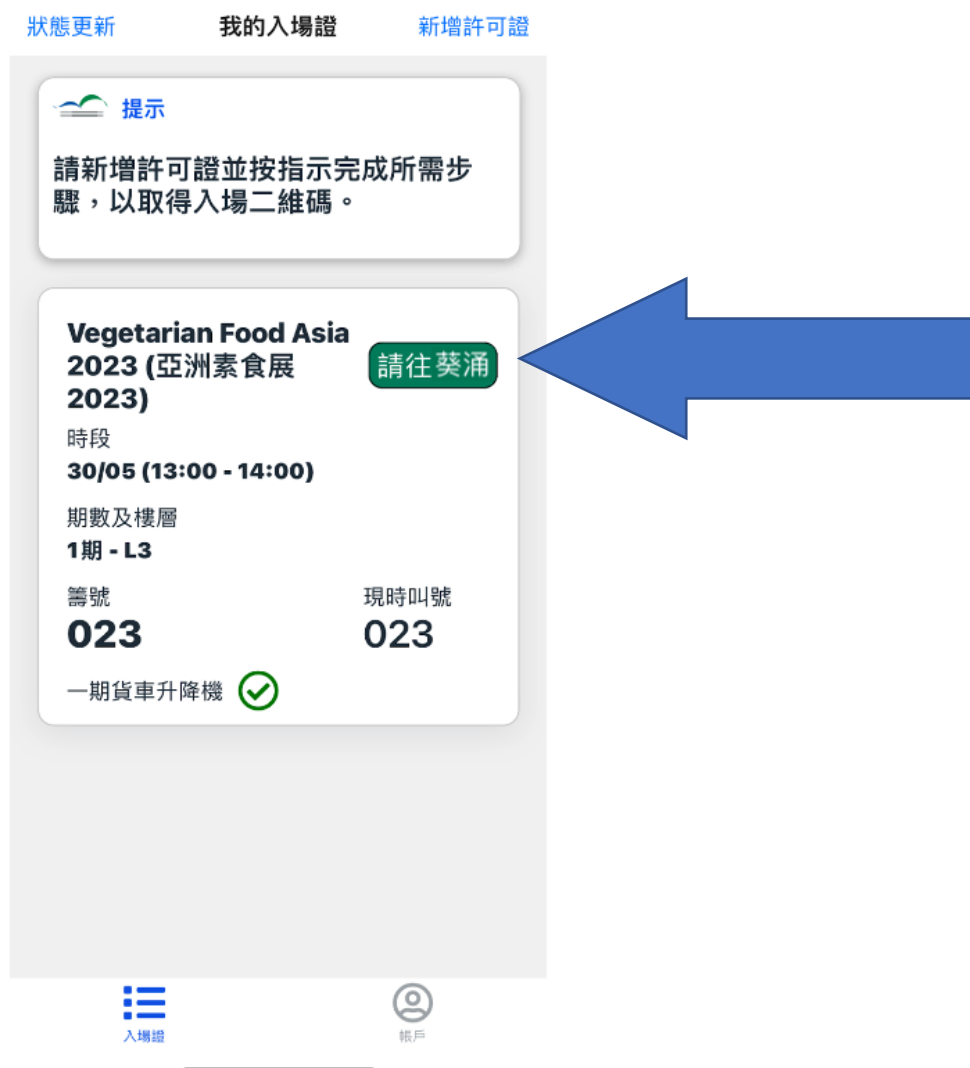 狀態更新 我的入場證 新增許可證
提示
請新增許可證並按指示完成所需步
驟，以取得入場二維碼。
Vegetarian Food Asia
2023 (亞洲素食展
2023)
請往葵涌
時段
30/05 (13:00 - 14:00)
期數及樓層
1期 - L3
籌號 現時叫號
023 023
一期貨車升降機
入場證 帳戶